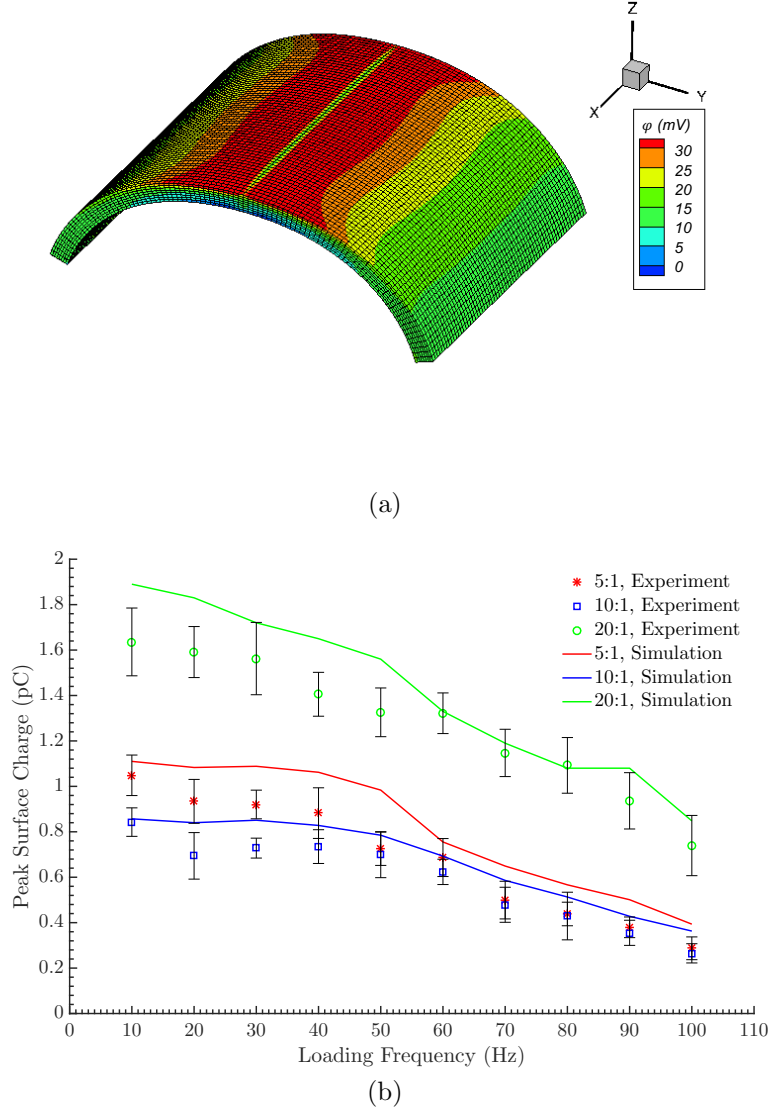 Z
X
Y
φ (mV)
30
25
20
15
10
5
0
(a)
2
1.8
1.6
1.4
1.2
1
0.8
0.6
0.4
0.2
0
Peak Surface Charge (pC)
5:1, Experiment
10:1, Experiment
20:1, Experiment
5:1, Simulation
10:1, Simulation
20:1, Simulation
0 10 20 30 40 50 60 70 80 90 100 110
Loading Frequency (Hz)
(b)